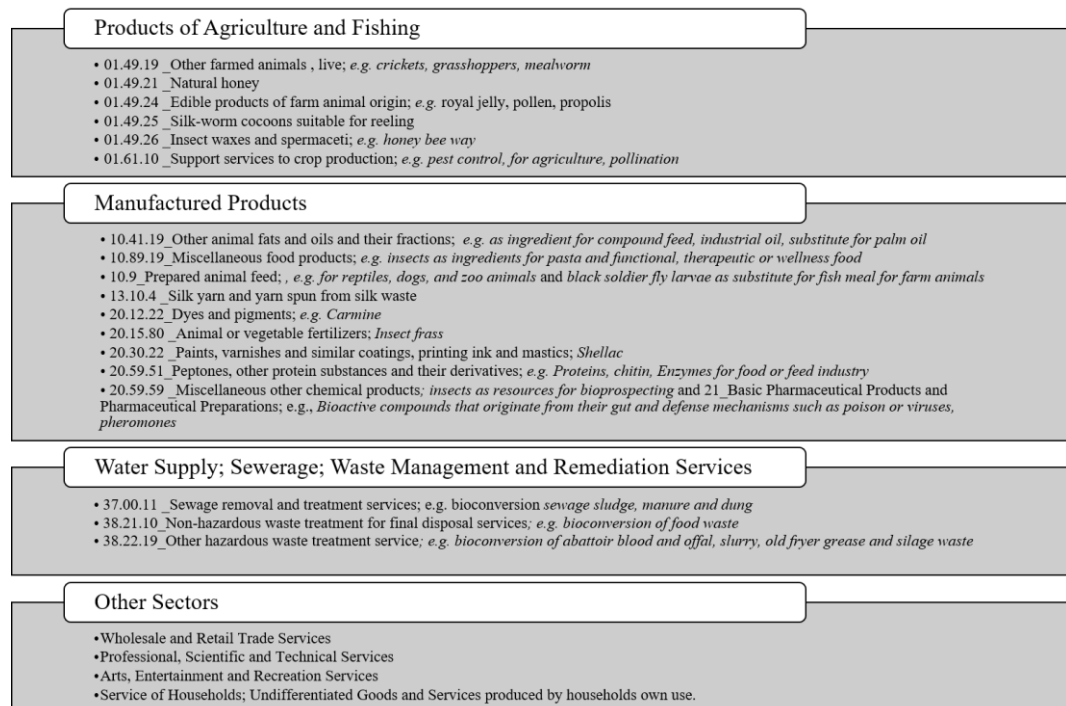 Products of Agriculture and Fishing
• 01.49.19 _Other farmed animals , live; e.g. crickets, grasshoppers, mealworm
• 01.49.21 _Natural honey
• 01.49.24 _Edible products of farm animal origin; e.g. royal jelly, pollen, propolis
• 01.49.25 _Silk-worm cocoons suitable for reeling
• 01.49.26 _Insect waxes and spermaceti; e.g. honey bee way
• 01.61.10 _Support services to crop production; e.g. pest control, for agriculture, pollination
Manufactured Products
• 10.41.19_Other animal fats and oils and their fractions; e.g. as ingredient for compound feed, industrial oil, substitute for palm oil
• 10.89.19_Miscellaneous food products; e.g. insects as ingredients for pasta and functional, therapeutic or wellness food
• 10.9_Prepared animal feed; , e.g. for reptiles, dogs, and zoo animals and black soldier fly larvae as substitute for fish meal for farm animals
• 13.10.4 _Silk yarn and yarn spun from silk waste
• 20.12.22_Dyes and pigments; e.g. Carmine
• 20.15.80 _Animal or vegetable fertilizers; Insect frass
• 20.30.22 _Paints, varnishes and similar coatings, printing ink and mastics; Shellac
• 20.59.51_Peptones, other protein substances and their derivatives; e.g. Proteins, chitin, Enzymes for food or feed industry
• 20.59.59 _Miscellaneous other chemical products; insects as resources for bioprospecting and 21_Basic Pharmaceutical Products and
Pharmaceutical Preparations; e.g., Bioactive compounds that originate from their gut and defense mechanisms such as poison or viruses,
pheromones
Water Supply; Sewerage; Waste Management and Remediation Services
• 37.00.11 _Sewage removal and treatment services; e.g. bioconversion sewage sludge, manure and dung
• 38.21.10_Non-hazardous waste treatment for final disposal services; e.g. bioconversion of food waste
• 38.22.19_Other hazardous waste treatment service; e.g. bioconversion of abattoir blood and offal, slurry, old fryer grease and silage waste
Other Sectors
•Wholesale and Retail Trade Services
•Professional, Scientific and Technical Services
•Arts, Entertainment and Recreation Services
•Service of Households; Undifferentiated Goods and Services produced by households own use.